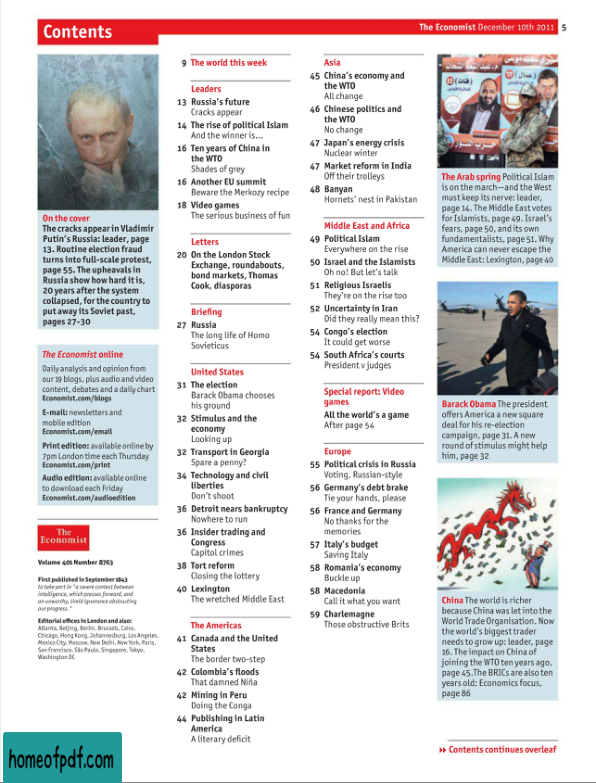 Contents
The Economist December 10th 2011 5
On the cover
The cracks appear in Vladimir
Putin's Russia: leader, page
13. Routine election fraud
turns into full-scale protest,
page 55. The upheavals in
Russia show how hard it is,
20 years after the system
collapsed, for the country to
put away its Soviet past,
pages 27-30
The Economist online
Daily analysis and opinion from
our 19 blogs, plus audio and video
content, debates and a daily chart
Economist.com/blogs
E-mail: newsletters and
mobile edition
Economist.com/email
Print edition: available online by
7pm London time each Thursday
Economist.com/print
Audio edition: available online
to download each Friday
Economist.com/audioedition
The
Economist
Volume 401 Number 8763
First published in September 1843
to take part in "a severe contest between
intelligence, which presses forward, and
an unworthy, timid ignorance obstructing
our progress."
Editorial offices in London and also:
Atlanta, Beijing, Berlin, Brussels, Cairo,
Chicago, Hong Kong, Johannesburg, Los Angeles,
Mexico City, Moscow, New Delhi, New York, Paris,
San Francisco, São Paulo, Singapore, Tokyo,
Washington DC
9 The world this week
Leaders
13 Russia's future
Cracks appear
14 The rise of political Islam
And the winner is...
16 Ten years of China in
the WTO
Shades of grey
16 Another EU summit
Beware the Merkozy recipe
18 Video games
The serious business of fun
Letters
20 On the London Stock
Exchange, roundabouts,
bond markets, Thomas
Cook, diasporas
Briefing
27 Russia
The long life of Homo
Sovieticus
United States
31 The election
Barack Obama chooses
his ground
32 Stimulus and the
economy
Looking up
32 Transport in Georgia
Spare a penny?
34 Technology and civil
liberties
Don't shoot
36 Detroit nears bankruptcy
Nowhere to run
36 Insider trading and
Congress
Capitol crimes
38 Tort reform
Closing the lottery
40 Lexington
The wretched Middle East
The Americas
41 Canada and the United
States
The border two-step
42 Colombia's floods
That damned Niña
42 Mining in Peru
Doing the Conga
44 Publishing in Latin
America
A literary deficit
Asia
45 China's economy and
the WTO
All change
46 Chinese politics and
the WTO
No change
47 Japan's energy crisis
Nuclear winter
47 Market reform in India
Off their trolleys
48 Banyan
Hornets' nest in Pakistan
Middle East and Africa
49 Political Islam
Everywhere on the rise
50 Israel and the Islamists
Oh no! But let's talk
51 Religious Israelis
They're on the rise too
52 Uncertainty in Iran
Did they really mean this?
54 Congo's election
It could get worse
54 South Africa's courts
President v judges
Special report: Video
games
All the world's a game
After page 54
Europe
55 Political crisis in Russia
Voting, Russian-style
56 Germany's debt brake
Tie your hands, please
56 France and Germany
No thanks for the
memories
57 Italy's budget
Saving Italy
58 Romania's economy
Buckle up
58 Macedonia
Call it what you want
59 Charlemagne
Those obstructive Brits
The Arab spring Political Islam
is on the march—and the West
must keep its nerve: leader,
page 14. The Middle East votes
for Islamists, page 49. Israel's
fears, page 50, and its own
fundamentalists, page 51. Why
America can never escape the
Middle East: Lexington, page 40
Barack Obama The president
offers America a new square
deal for his re-election
campaign, page 31. A new
round of stimulus might help
him, page 32
China The world is richer
because China was let into the
World Trade Organisation. Now
the world's biggest trader
needs to grow up: leader, page
16. The impact on China of
joining the WTO ten years ago,
page 45.The BRICs are also ten
years old: Economics focus,
page 86
Contents continues overleaf
homeofpdf.com